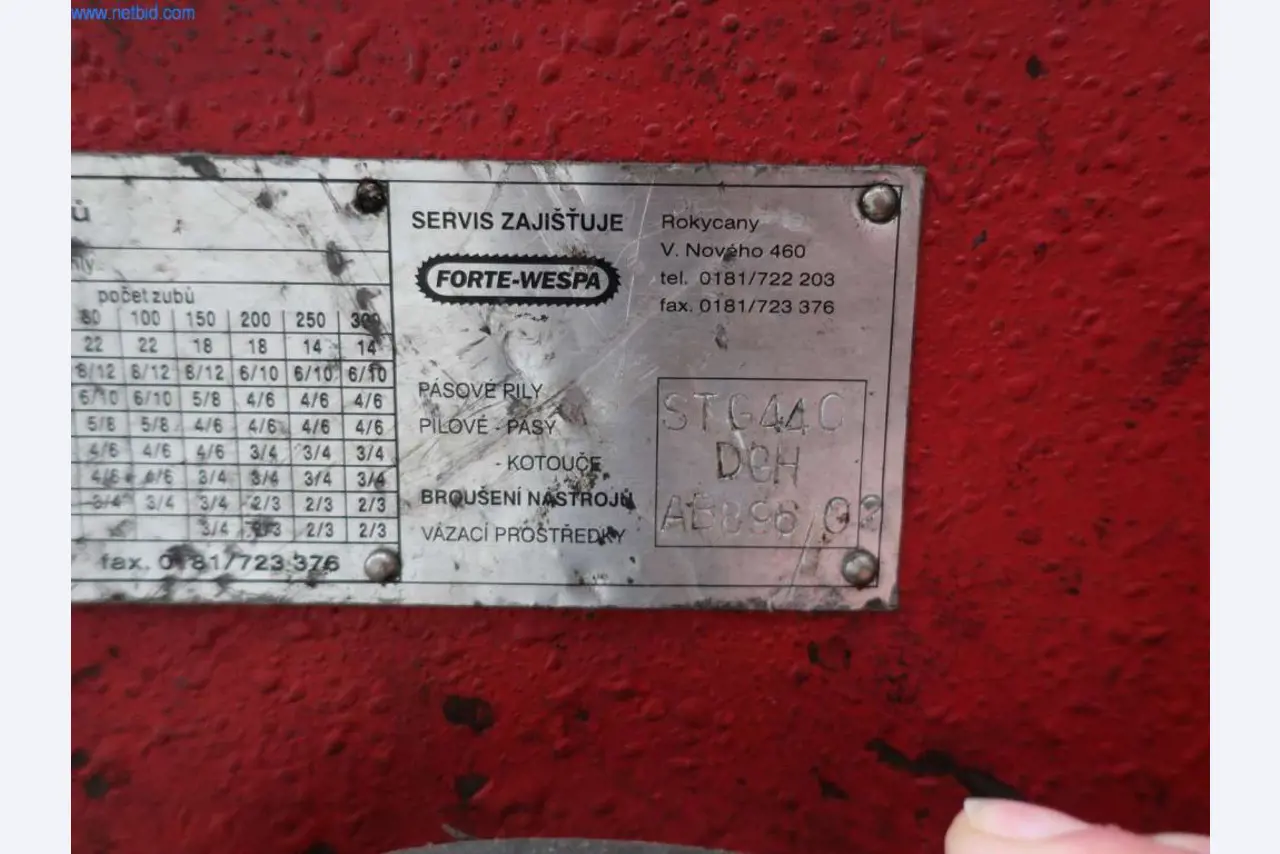 www.netbid.com
počet zubů
80 100 150 200 250 300
22 22 18 18 14 14
8/12 8/12 8/12 6/10 6/10 6/10
6/10 6/10 5/8 4/6 4/6 4/6
5/8 5/8 4/6 4/6 4/6 4/6
4/6 4/6 4/6 3/4 3/4 3/4
4/6 4/6 3/4 3/4 3/4 3/4
3/4 3/4 3/4 2/3 2/3 2/3
3/4 2/3 2/3 2/3
fax. 0181/723 376
SERVIS ZAJIŠŤUJE
FORTE-WESPA
Rokycany
V. Nového 460
tel. 0181/722 203
fax. 0181/723 376
PÁSOVÉ PILY
PILOVÉ - PÁSY
- KOTOUČE
BROUŠENÍ NÁSTROJŮ
VÁZACÍ PROSTŘEDKY
DGH